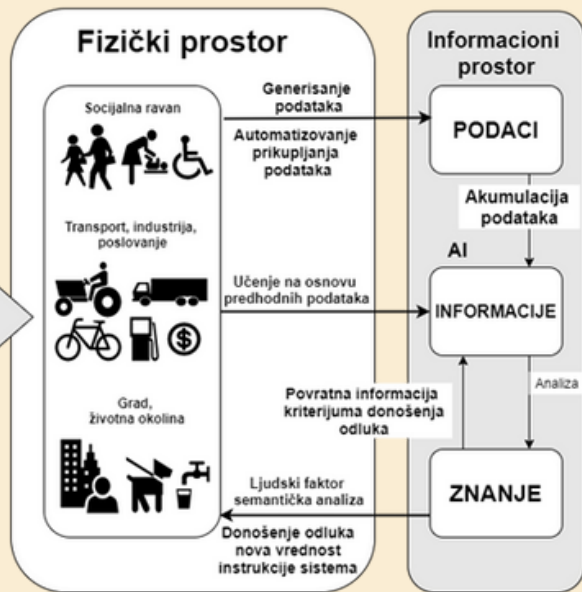 Fizički prostor
Socijalna ravan
Transport, industrija,
poslovanje
Grad,
životna okolina
Generisanje
podataka
Automatizovanje
prikupljanja
podataka
Učenje na osnovu
predhodnih podataka
Povratna informacija
kriterijuma donošenja
odluka
Ljudski faktor
semantička analiza
Donošenje odluka
nova vrednost
instrukcije sistema
Informacioni
prostor
PODACI
Akumulacija
podataka
AI
INFORMACIJE
Analiza
ZNANJE